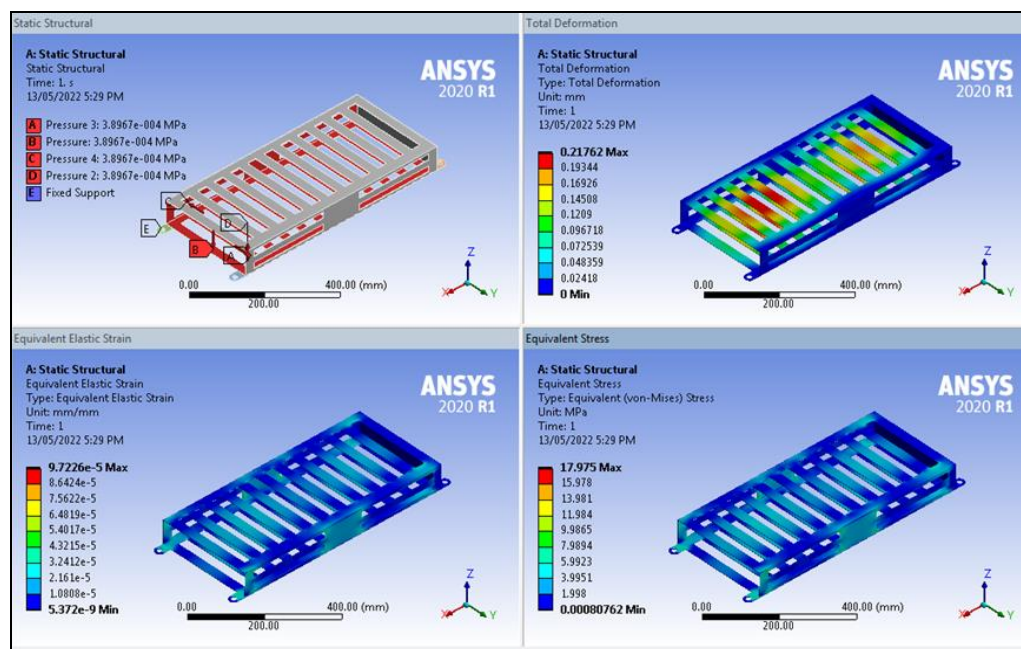 Static Structural
A: Static Structural
Static Structural
Time: 1. s
13/05/2022 5:29 PM
ANSYS
2020 R1
A Pressure 3: 3.8967e-004 MPa
B Pressure: 3.8967e-004 MPa
C Pressure 4: 3.8967e-004 MPa
D Pressure 2: 3.8967e-004 MPa
E Fixed Support
C
D
E
B
A
0.00 400.00 (mm)
200.00
Z
X Y
Total Deformation
A: Static Structural
Total Deformation
Type: Total Deformation
Unit: mm
Time: 1
13/05/2022 5:29 PM
ANSYS
2020 R1
0.21762 Max
0.19344
0.16926
0.14508
0.1209
0.096718
0.072539
0.048359
0.02418
0 Min
0.00 400.00 (mm)
200.00
Z
X Y
Equivalent Elastic Strain
A: Static Structural
Equivalent Elastic Strain
Type: Equivalent Elastic Strain
Unit: mm/mm
Time: 1
13/05/2022 5:29 PM
ANSYS
2020 R1
9.7226e-5 Max
8.6424e-5
7.5622e-5
6.4819e-5
5.4017e-5
4.3215e-5
3.2412e-5
2.161e-5
1.0808e-5
5.372e-9 Min
0.00 400.00 (mm)
200.00
Z
X Y
Equivalent Stress
A: Static Structural
Equivalent Stress
Type: Equivalent (von-Mises) Stress
Unit: MPa
Time: 1
13/05/2022 5:29 PM
ANSYS
2020 R1
17.975 Max
15.978
13.981
11.984
9.9865
7.9894
5.9923
3.9951
1.998
0.00080762 Min
0.00 400.00 (mm)
200.00
Z
X Y